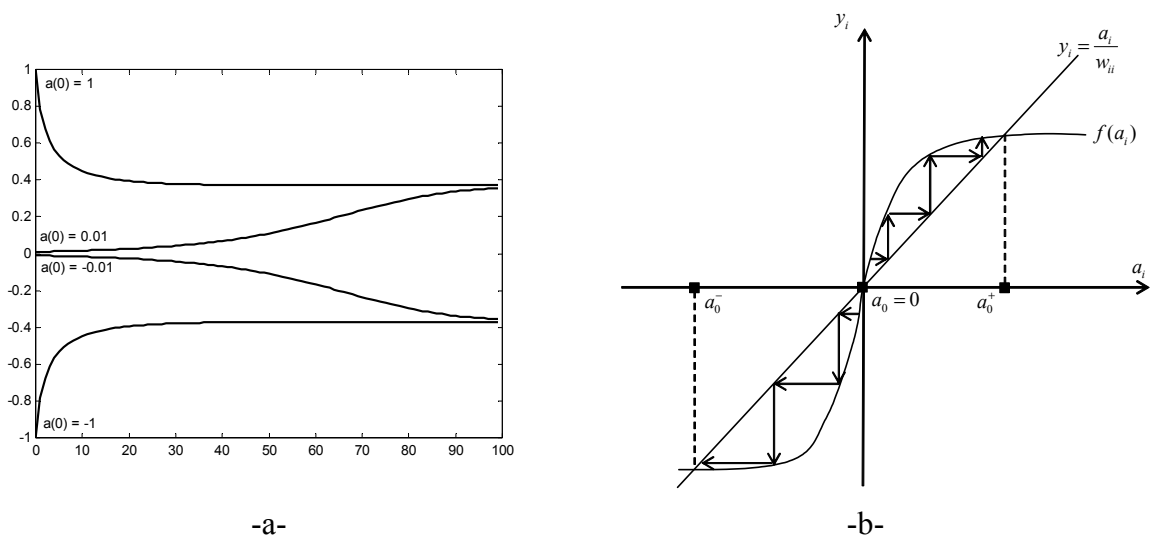 1
0.8
0.6
0.4
0.2
0
-0.2
-0.4
-0.6
-0.8
-1
a(0) = 1
a(0) = 0.01
a(0) = -0.01
a(0) = -1
0 10 20 30 40 50 60 70 80 90 100
-a-
y_i
y_i = a_i / w_ii
f(a_i)
a_i
a_0^-
a_0 = 0
a_0^+
-b-